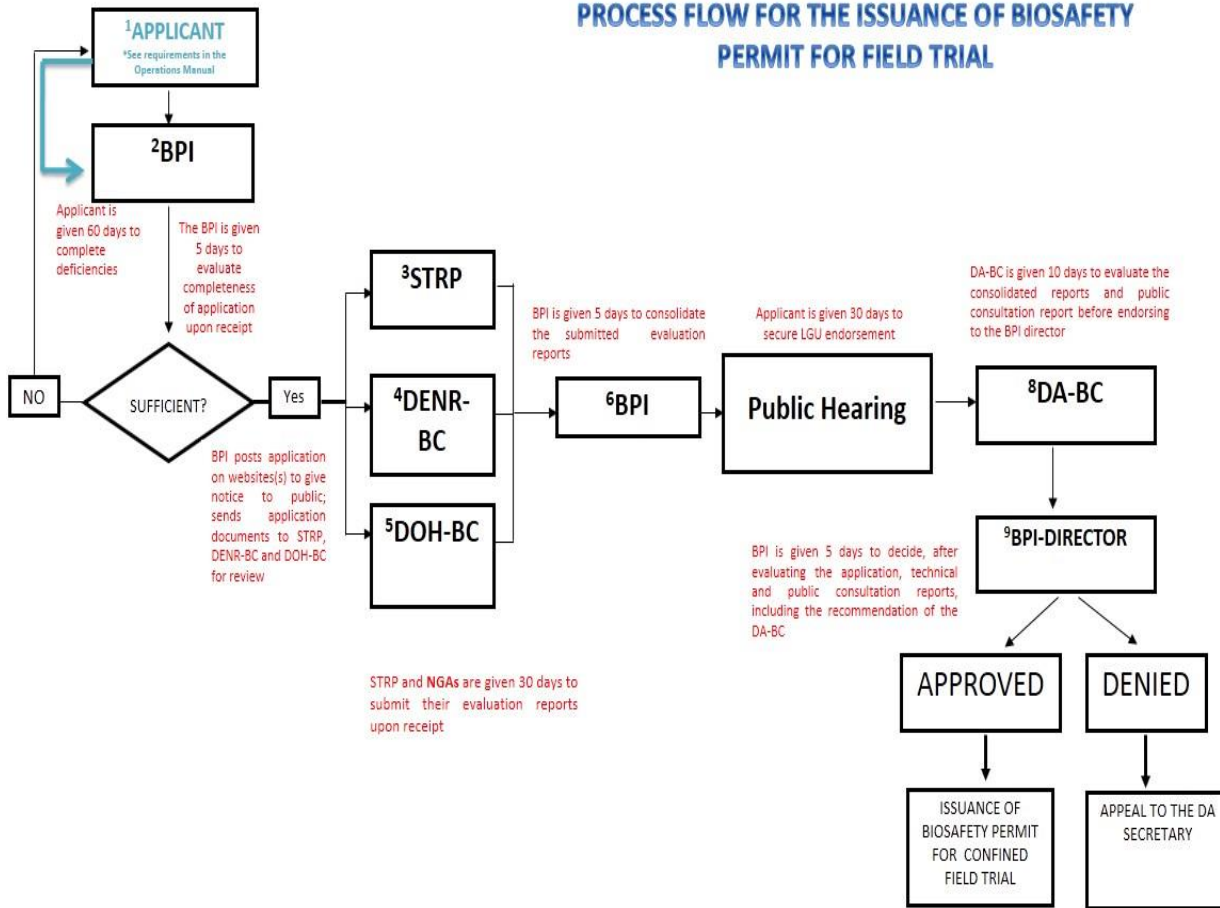 PROCESS FLOW FOR THE ISSUANCE OF BIOSAFETY
PERMIT FOR FIELD TRIAL
¹APPLICANT
*See requirements in the
Operations Manual
²BPI
Applicant is
given 60 days to
complete
deficiencies
The BPI is given
5 days to
evaluate
completeness
of application
upon receipt
NO
SUFFICIENT?
Yes
BPI posts application
on websites(s) to give
notice to public;
sends application
documents to STRP,
DENR-BC and DOH-BC
for review
³STRP
⁴DENR-
BC
⁵DOH-BC
STRP and NGAs are given 30 days to
submit their evaluation reports
upon receipt
BPI is given 5 days to consolidate
the submitted evaluation
reports
⁶BPI
Applicant is given 30 days to
secure LGU endorsement
Public Hearing
DA-BC is given 10 days to evaluate the
consolidated reports and public
consultation report before endorsing
to the BPI director
⁸DA-BC
⁹BPI-DIRECTOR
BPI is given 5 days to decide, after
evaluating the application, technical
and public consultation reports,
including the recommendation of the
DA-BC
APPROVED
DENIED
ISSUANCE OF
BIOSAFETY PERMIT
FOR CONFINED
FIELD TRIAL
APPEAL TO THE DA
SECRETARY